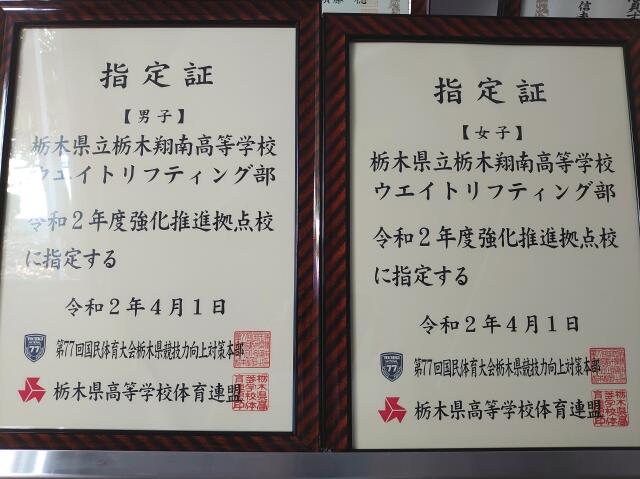 指定証
【男子】
栃木県立栃木翔南高等学校
ウエイトリフティング部
令和2年度強化推進拠点校
に指定する
令和2年4月1日
77
第77回国民体育大会栃木県競技力向上対策本部
栃木県高等学校体育連盟
指定証
【女子】
栃木県立栃木翔南高等学校
ウエイトリフティング部
令和2年度強化推進拠点校
に指定する
令和2年4月1日
77
第77回国民体育大会栃木県競技力向上対策本部
栃木県高等学校体育連盟